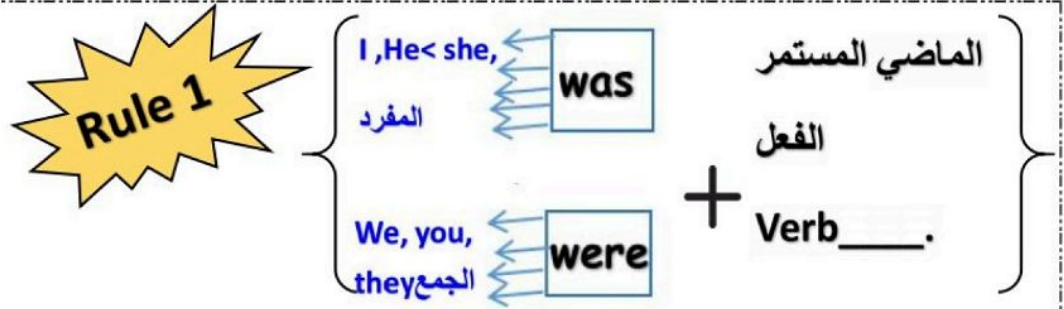 Rule 1
I ,He< she,
المفرد
was
We, you,
theyالجمع
were
+
الماضي المستمر
الفعل
Verb____.